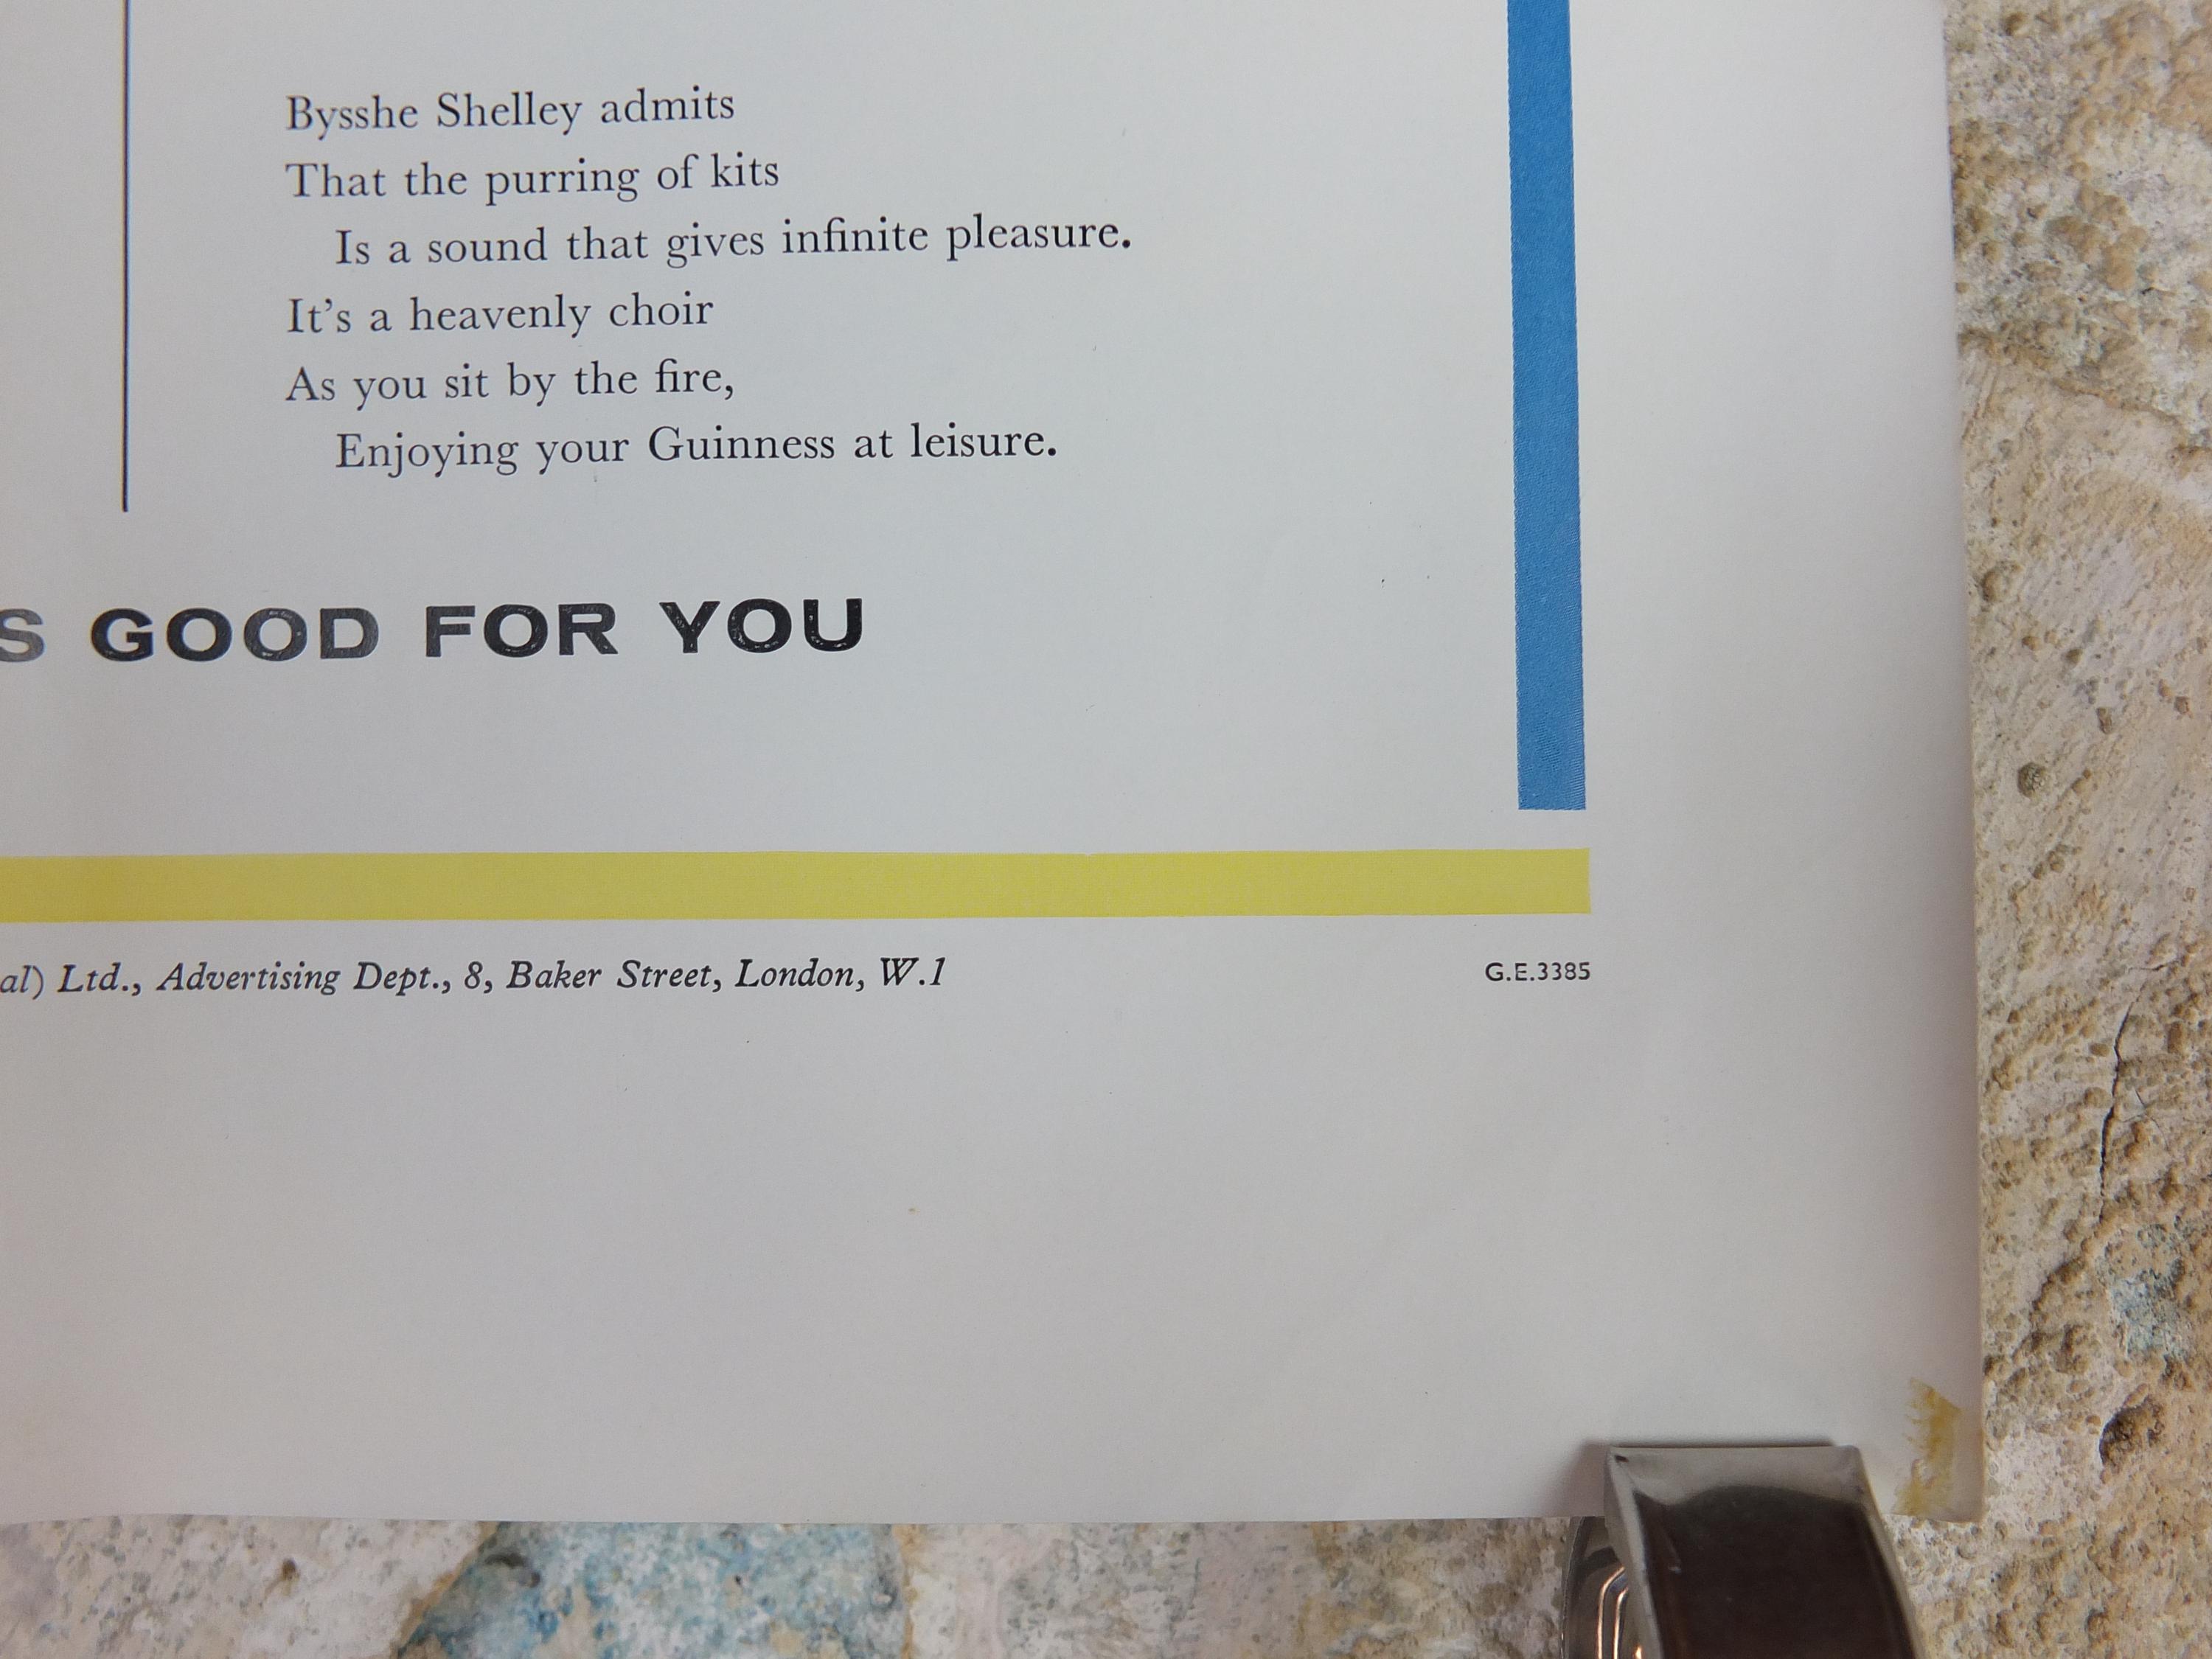 Bysshe Shelley admits
That the purring of kits
Is a sound that gives infinite pleasure.
It's a heavenly choir
As you sit by the fire,
Enjoying your Guinness at leisure.
S GOOD FOR YOU
al) Ltd., Advertising Dept., 8, Baker Street, London, W.1
G.E.3385